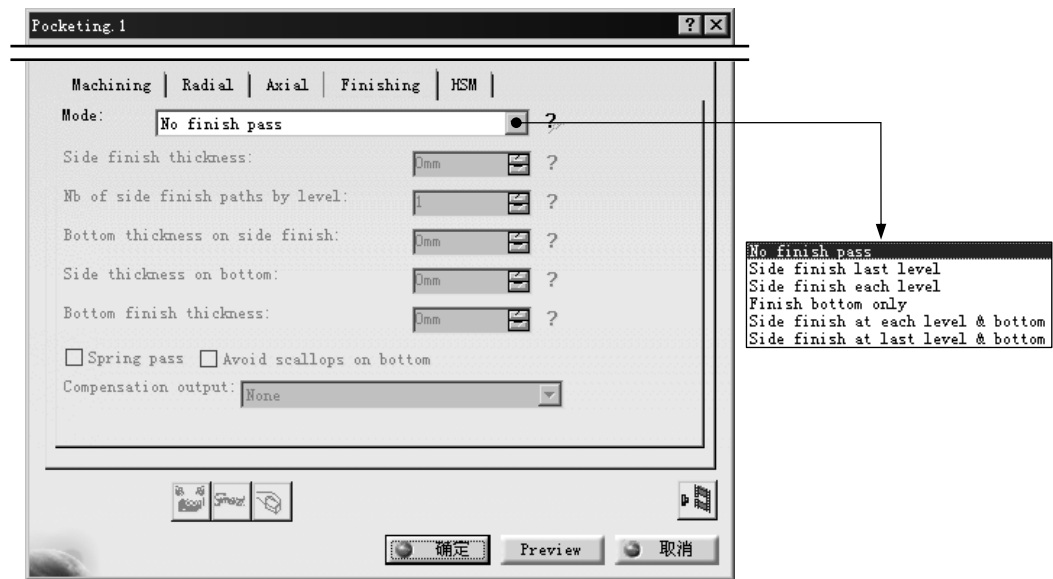 Pocketing.1 ? ×
Machining Radial Axial Finishing HSM
Mode: No finish pass ?
Side finish thickness: 0mm ?
Nb of side finish paths by level: 1 ?
Bottom thickness on side finish: 0mm ?
Side thickness on bottom: 0mm ?
Bottom finish thickness: 0mm ?
Spring pass Avoid scallops on bottom
Compensation output: None
No finish pass
Side finish last level
Side finish each level
Finish bottom only
Side finish at each level & bottom
Side finish at last level & bottom
确定 Preview 取消